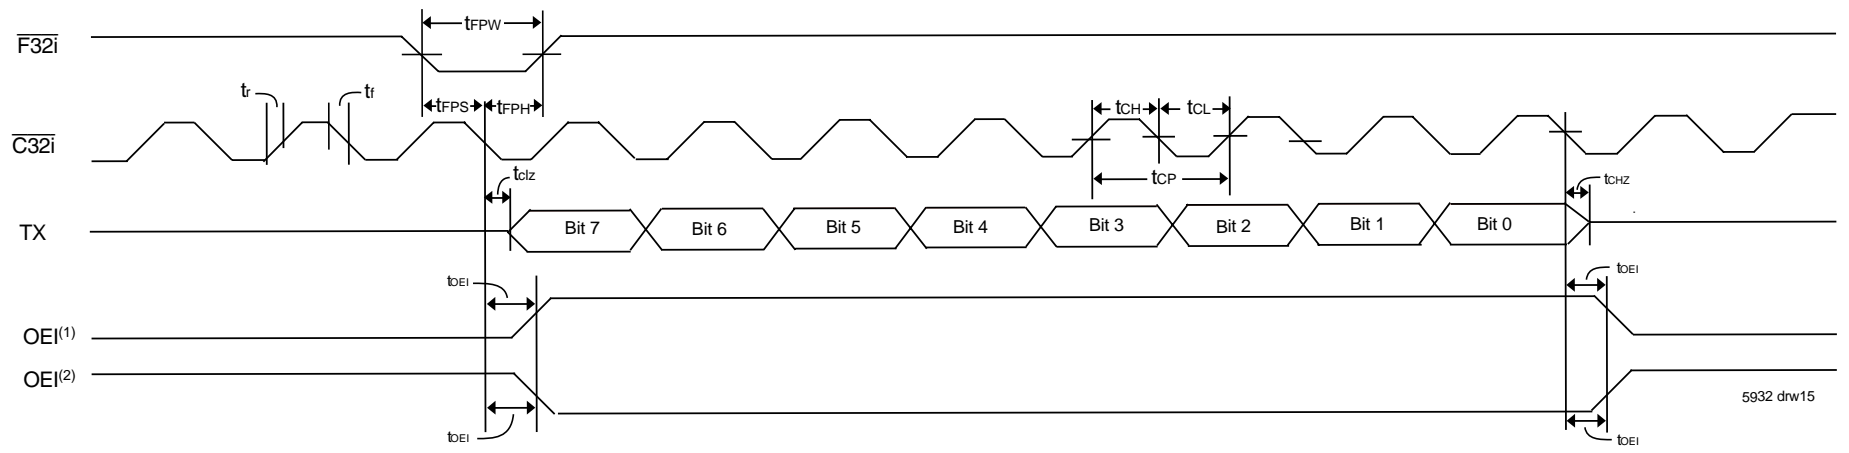 tFPW
F32i
tr
tf
tFPS
tFPH
tCH
tCL
C32i
tclz
tCP
tCHZ
TX
Bit 7
Bit 6
Bit 5
Bit 4
Bit 3
Bit 2
Bit 1
Bit 0
tOEI
tOEI
OEI(1)
OEI(2)
5932 drw15
tOEI
tOEI